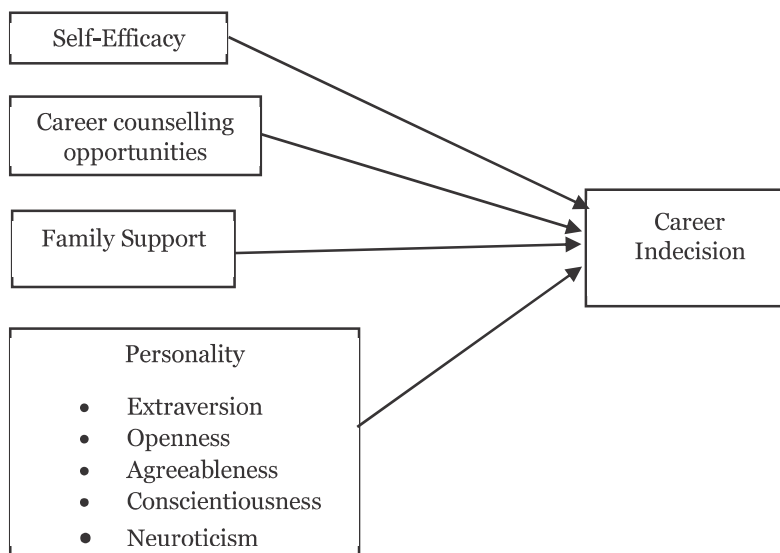 Self-Efficacy
Career counselling
opportunities
Family Support
Career
Indecision
Personality
• Extraversion
• Openness
• Agreeableness
• Conscientiousness
• Neuroticism